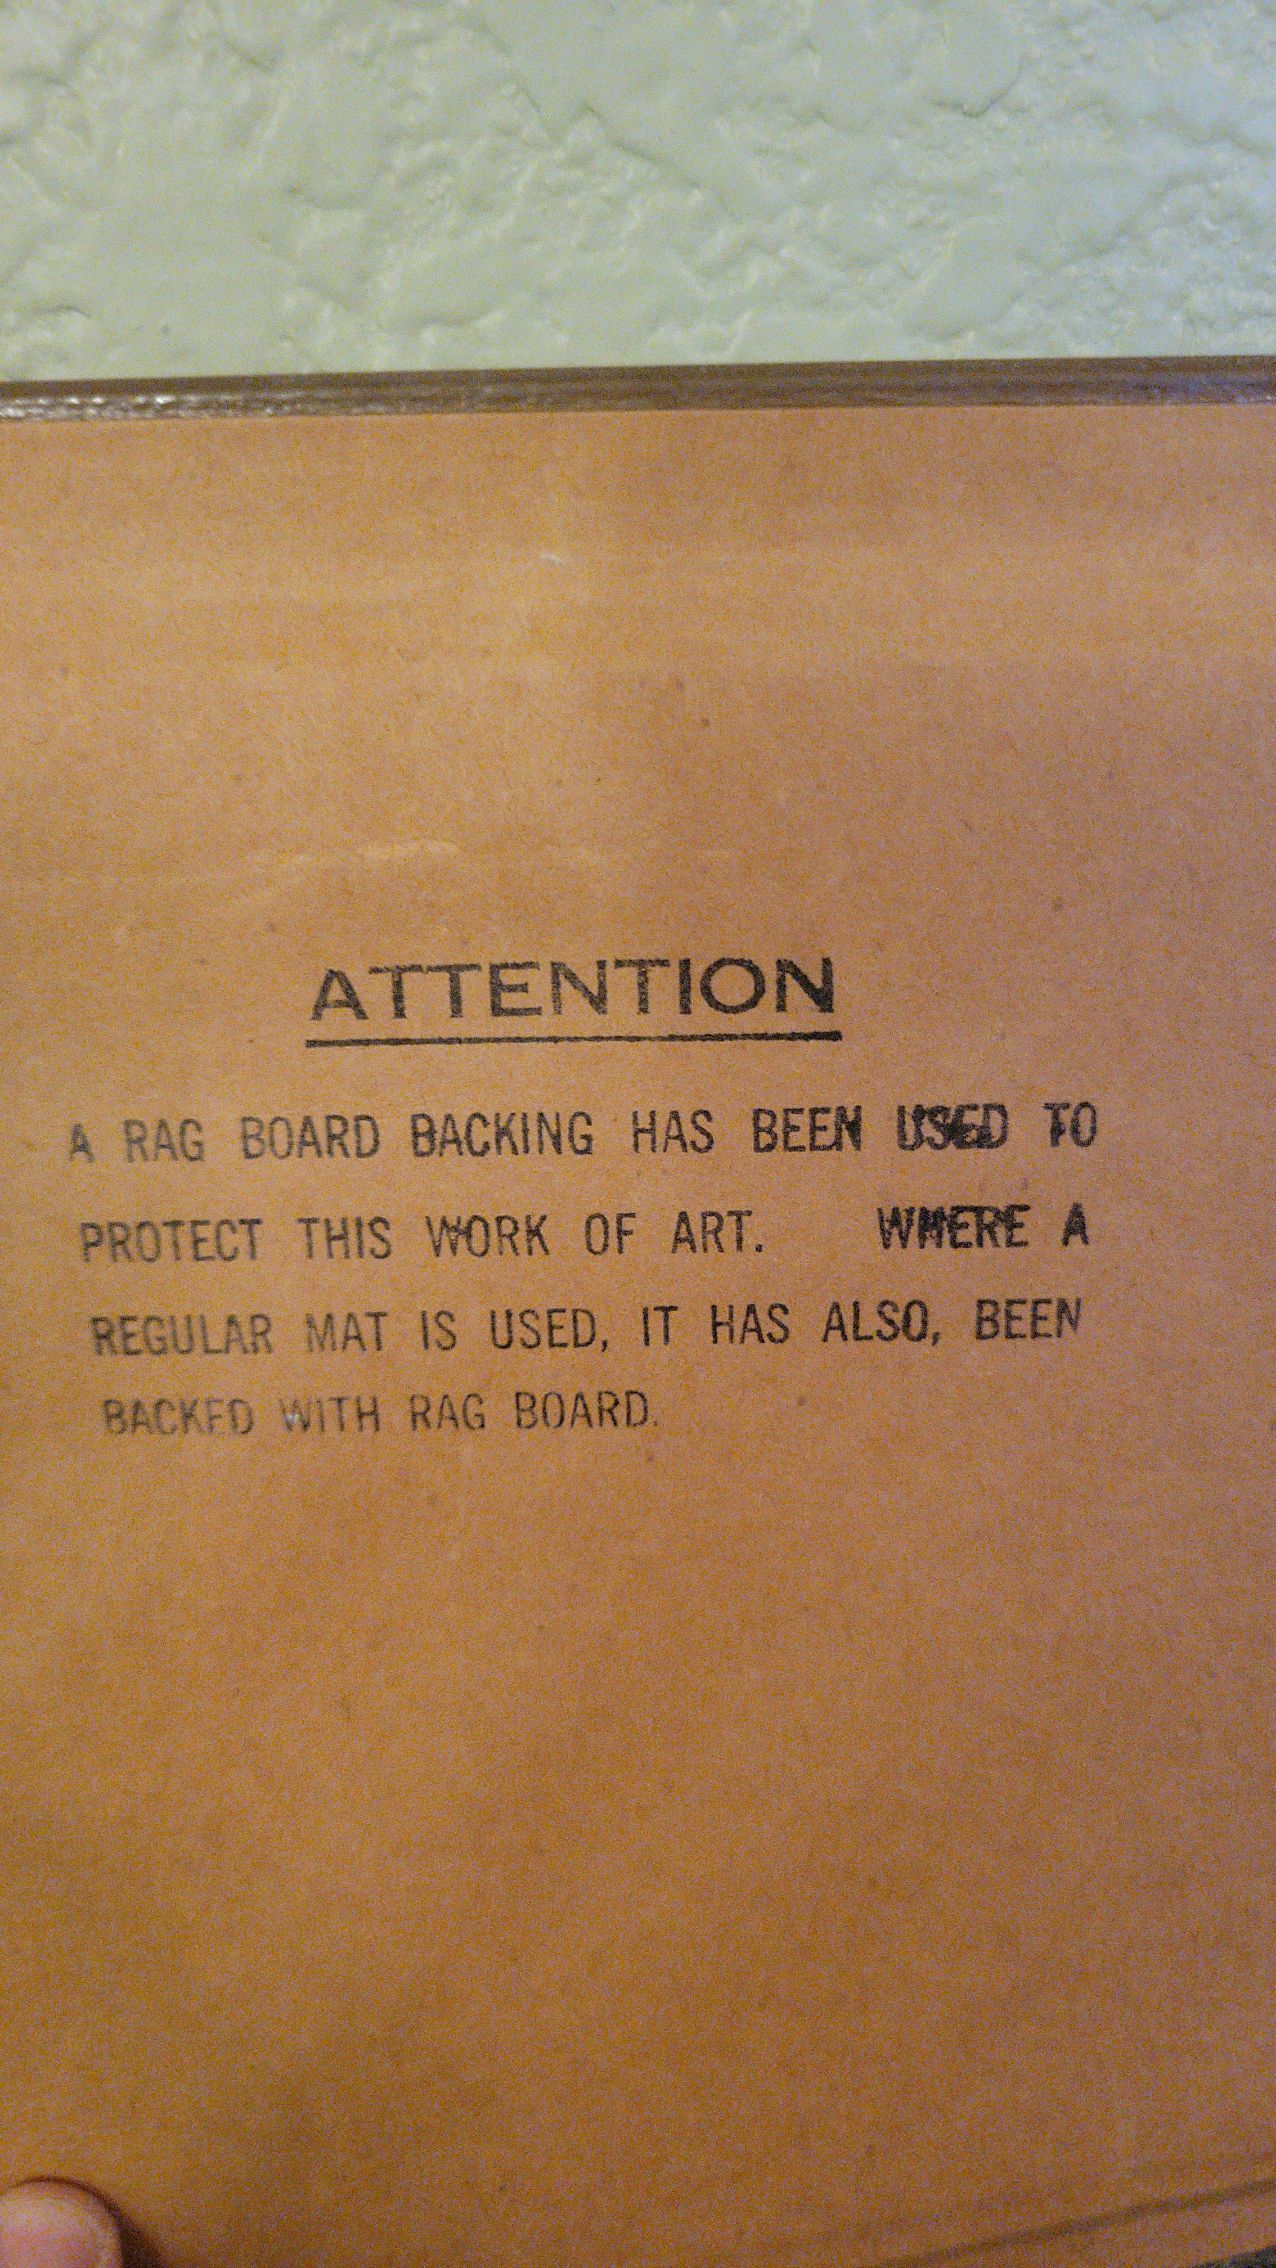 ATTENTION
A RAG BOARD BACKING HAS BEEN USED TO
PROTECT THIS WORK OF ART. WHERE A
REGULAR MAT IS USED, IT HAS ALSO, BEEN
BACKED WITH RAG BOARD.